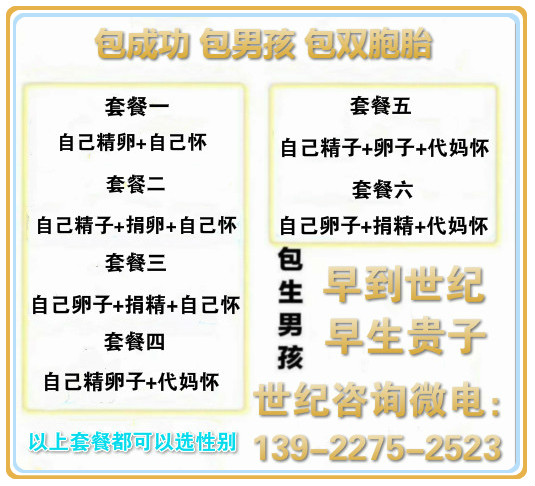 包成功 包男孩 包双胞胎
套餐一
自己精卵+自己怀
套餐二
自己精子+捐卵+自己怀
套餐三
自己卵子+捐精+自己怀
套餐四
自己精卵子+代妈怀
以上套餐都可以选性别
套餐五
自己精子+卵子+代妈怀
套餐六
自己卵子+捐精+代妈怀
包生男孩
早到世纪
早生贵子
世纪咨询微电:
139-2275-2523